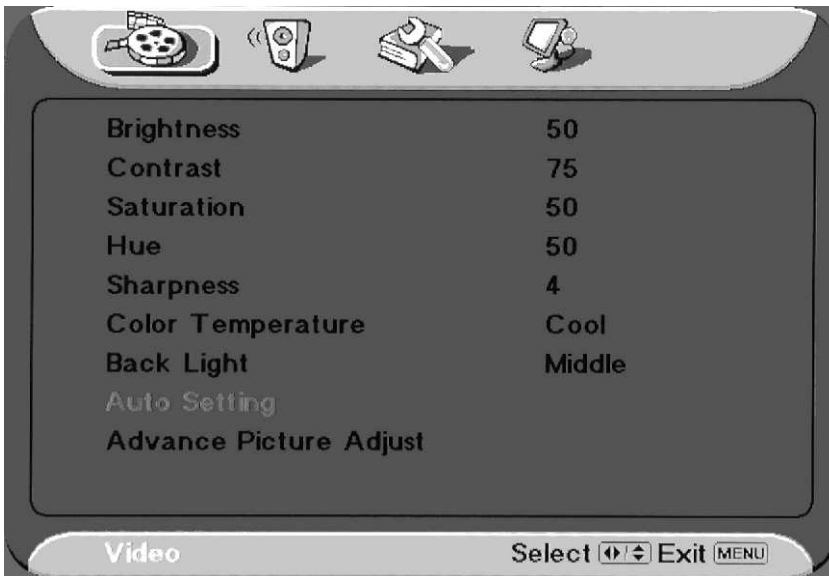 Brightness 50
Contrast 75
Saturation 50
Hue 50
Sharpness 4
Color Temperature Cool
Back Light Middle
Auto Setting
Advance Picture Adjust
Video Select Exit MENU